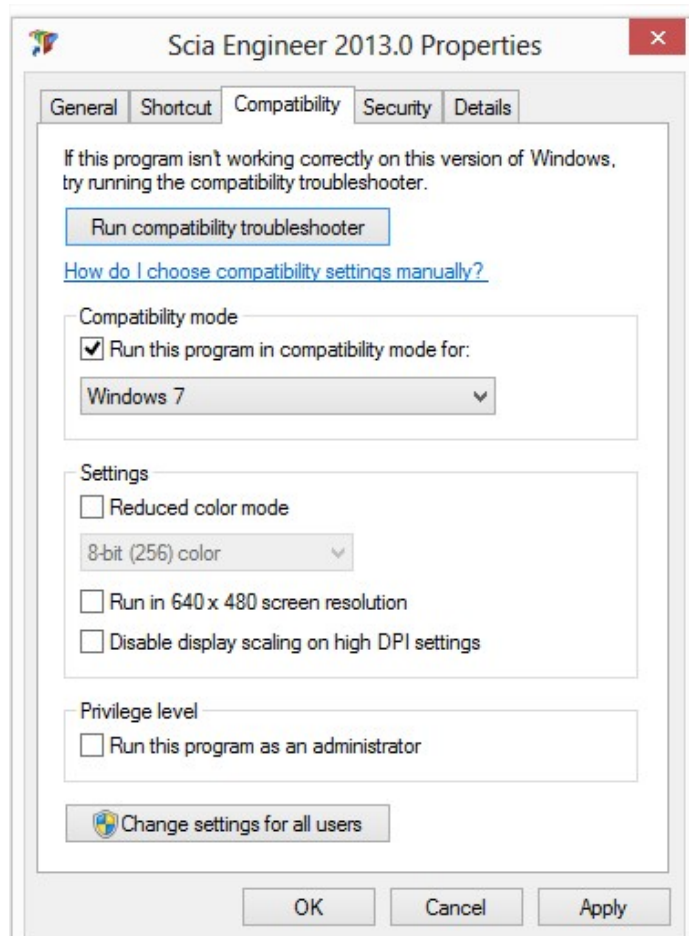 Scia Engineer 2013.0 Properties
General Shortcut Compatibility Security Details
If this program isn't working correctly on this version of Windows,
try running the compatibility troubleshooter.
Run compatibility troubleshooter
How do I choose compatibility settings manually?
Compatibility mode
Run this program in compatibility mode for:
Windows 7
Settings
Reduced color mode
8-bit (256) color
Run in 640 x 480 screen resolution
Disable display scaling on high DPI settings
Privilege level
Run this program as an administrator
Change settings for all users
OK Cancel Apply